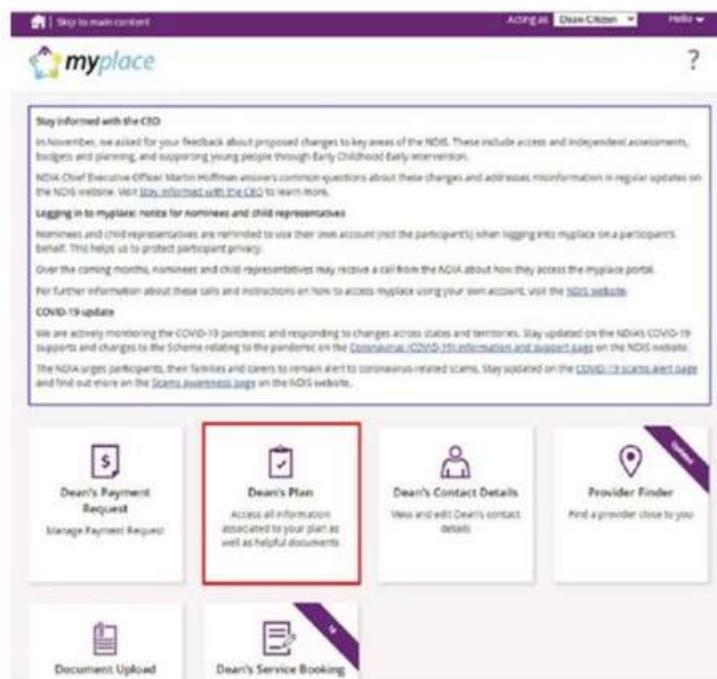 Skip to main content
Acting as Dean Citizen
Hello
myplace
?
Stay informed with the CEO
In November, we asked for your feedback about proposed changes to key areas of the NDIS. These include access and independent assessments,
budgets and planning, and supporting young people through Early Childhood Early Intervention.
NDIA Chief Executive Officer Martin Hoffman answers common questions about these changes and addresses misinformation in regular updates on
the NDIS website. Visit Stay informed with the CEO to learn more.
Logging in to myplace: notice for nominees and child representatives
Nominees and child representatives are reminded to use their own account (not the participant's) when logging into myplace on a participant's
behalf. This helps us to protect participant privacy.
Over the coming months, nominees and child representatives may receive a call from the NDIA about how they access the myplace portal.
For further information about these calls and instructions on how to access myplace using your own account, visit the NDIS website.
COVID-19 update
We are actively monitoring the COVID-19 pandemic and responding to changes across states and territories. Stay updated on the NDIA's COVID-19
supports and changes to the Scheme relating to the pandemic on the Coronavirus (COVID-19) information and support page on the NDIS website.
The NDIA urges participants, their families and carers to remain alert to coronavirus-related scams. Stay updated on the COVID-19 scams alert page
and find out more on the Scams awareness page on the NDIS website.
Dean's Payment
Request
Manage Payment Request
Dean's Plan
Access all information
associated to your plan as
well as helpful documents
Dean's Contact Details
View and edit Dean's contact
details
Updated
Provider Finder
Find a provider close to you
Document Upload
Dean's Service Booking